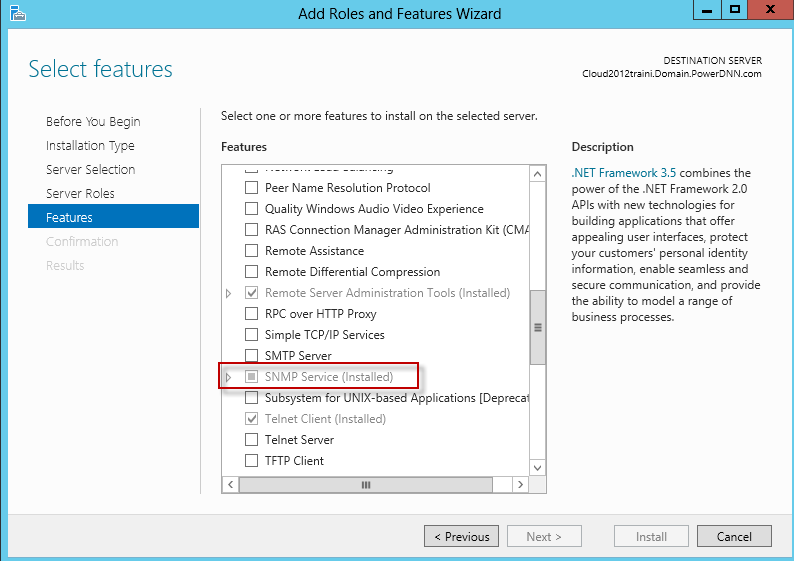 Add Roles and Features Wizard
Select features
DESTINATION SERVER
Cloud2012traini.Domain.PowerDNN.com
Before You Begin
Installation Type
Server Selection
Server Roles
Features
Confirmation
Results
Select one or more features to install on the selected server.
Features
Network Load Balancing
Peer Name Resolution Protocol
Quality Windows Audio Video Experience
RAS Connection Manager Administration Kit (CMA
Remote Assistance
Remote Differential Compression
Remote Server Administration Tools (Installed)
RPC over HTTP Proxy
Simple TCP/IP Services
SMTP Server
SNMP Service (Installed)
Subsystem for UNIX-based Applications [Deprecat
Telnet Client (Installed)
Telnet Server
TFTP Client
Description
.NET Framework 3.5 combines the
power of the .NET Framework 2.0
APIs with new technologies for
building applications that offer
appealing user interfaces, protect
your customers' personal identity
information, enable seamless and
secure communication, and provide
the ability to model a range of
business processes.
< Previous
Next >
Install
Cancel